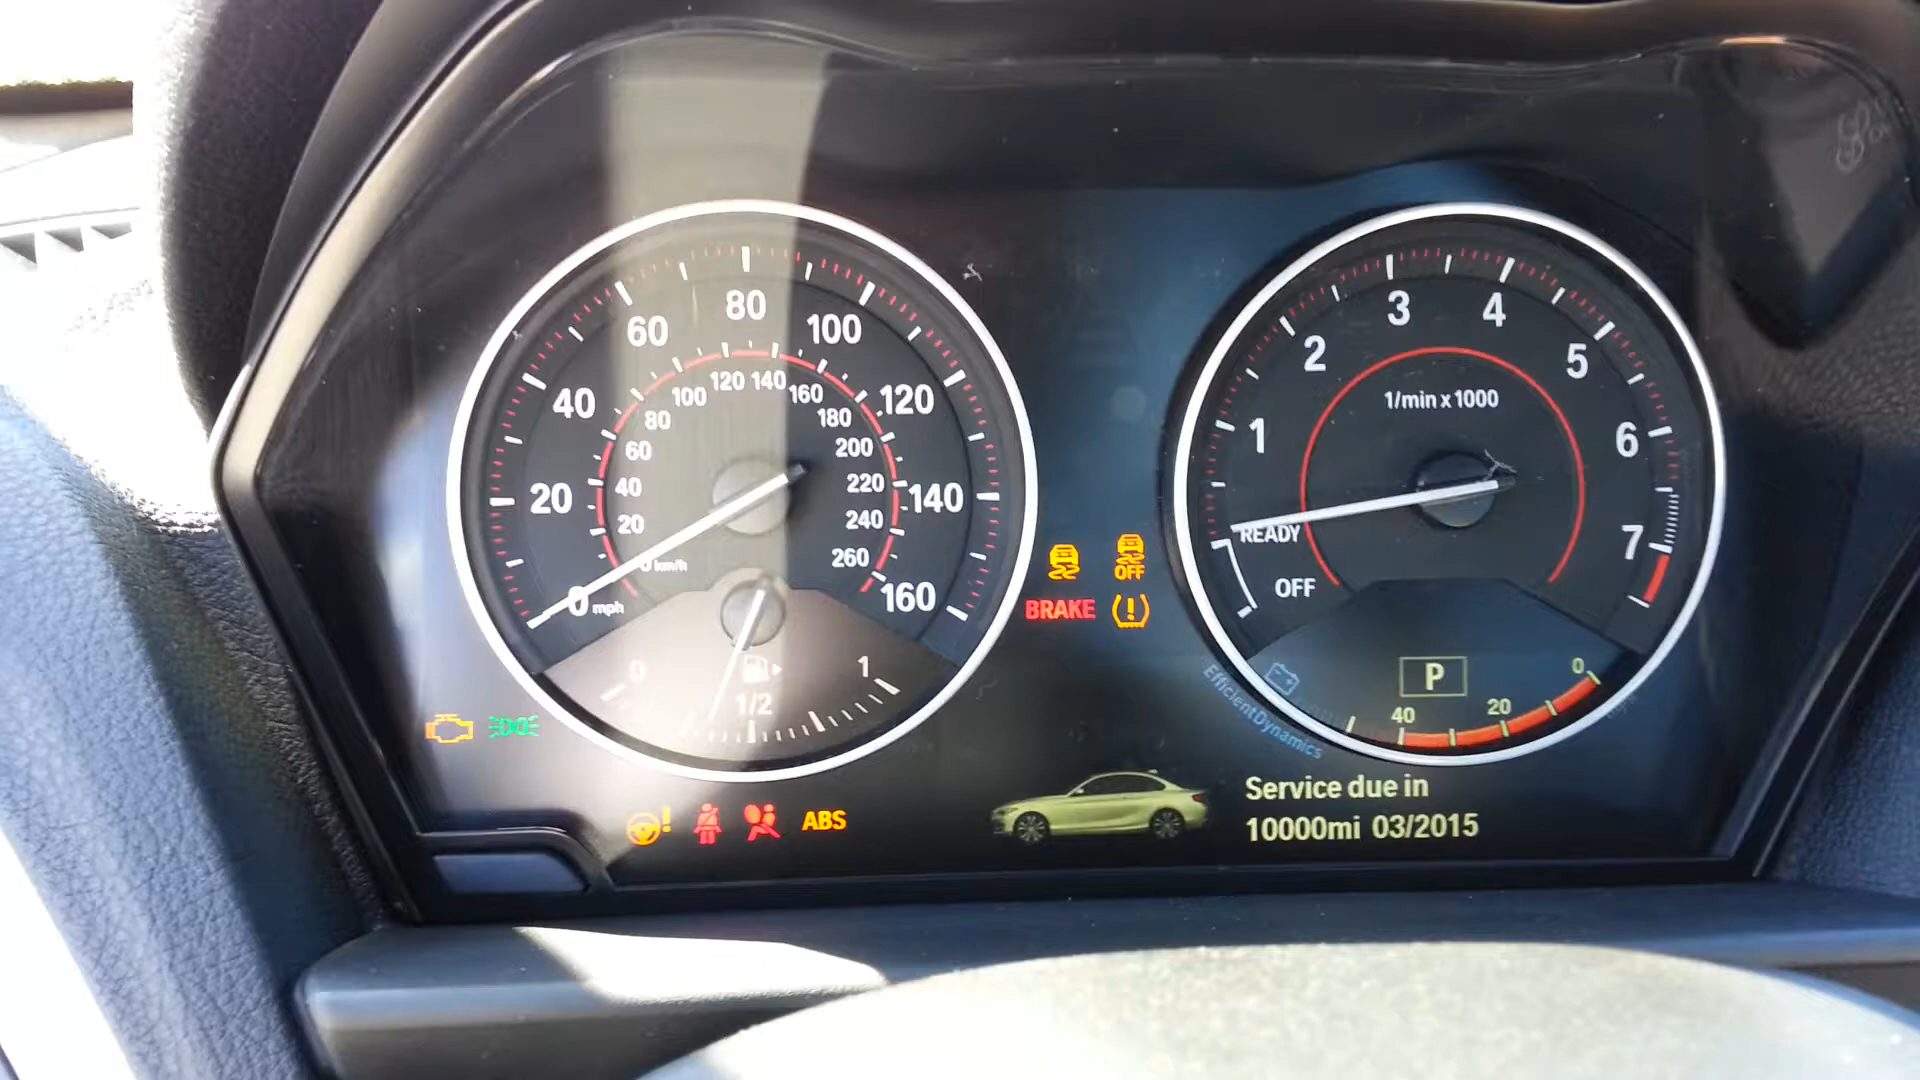 0 mph
20
40
60
80
100
120
140
160
0 km/h
20
40
60
80
100
120
140
160
180
200
220
240
260
0
1/2
1
OFF
BRAKE
ABS
READY
OFF
1
2
3
4
5
6
7
1/min x 1000
P
40
20
0
EfficientDynamics
Service due in
10000mi 03/2015